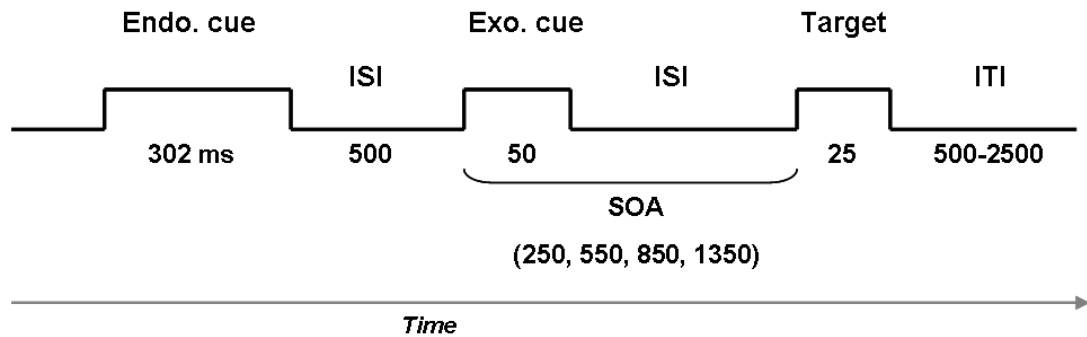 Endo. cue Exo. cue Target
ISI ISI ITI
302 ms 500 50 25 500-2500
SOA
(250, 550, 850, 1350)
Time